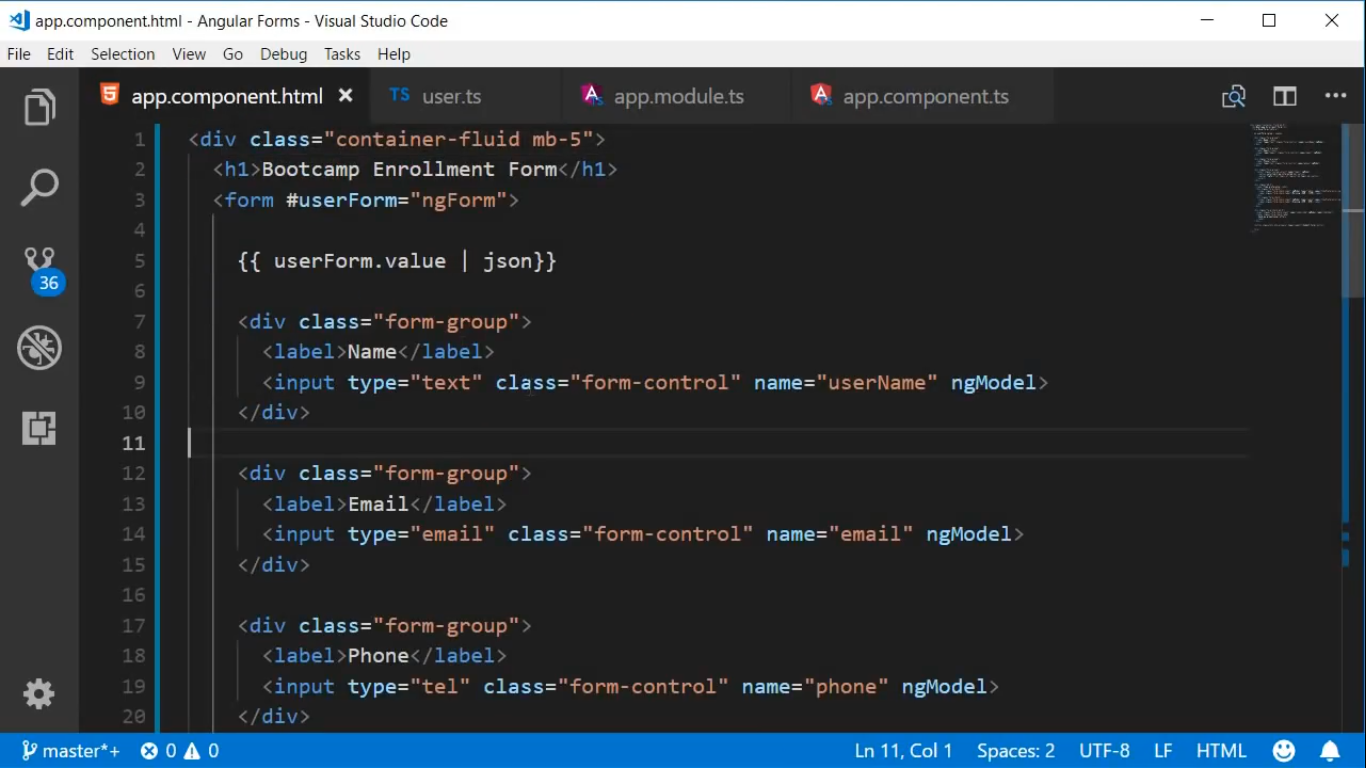 app.component.html - Angular Forms - Visual Studio Code
File Edit Selection View Go Debug Tasks Help
app.component.html TS user.ts app.module.ts app.component.ts
1 <div class="container-fluid mb-5">
2 <h1>Bootcamp Enrollment Form</h1>
3 <form #userForm="ngForm">
4
5 {{ userForm.value | json}}
6
7 <div class="form-group">
8 <label>Name</label>
9 <input type="text" class="form-control" name="userName" ngModel>
10 </div>
11
12 <div class="form-group">
13 <label>Email</label>
14 <input type="email" class="form-control" name="email" ngModel>
15 </div>
16
17 <div class="form-group">
18 <label>Phone</label>
19 <input type="tel" class="form-control" name="phone" ngModel>
20 </div>
36
master*+ 0 0 Ln 11, Col 1 Spaces: 2 UTF-8 LF HTML